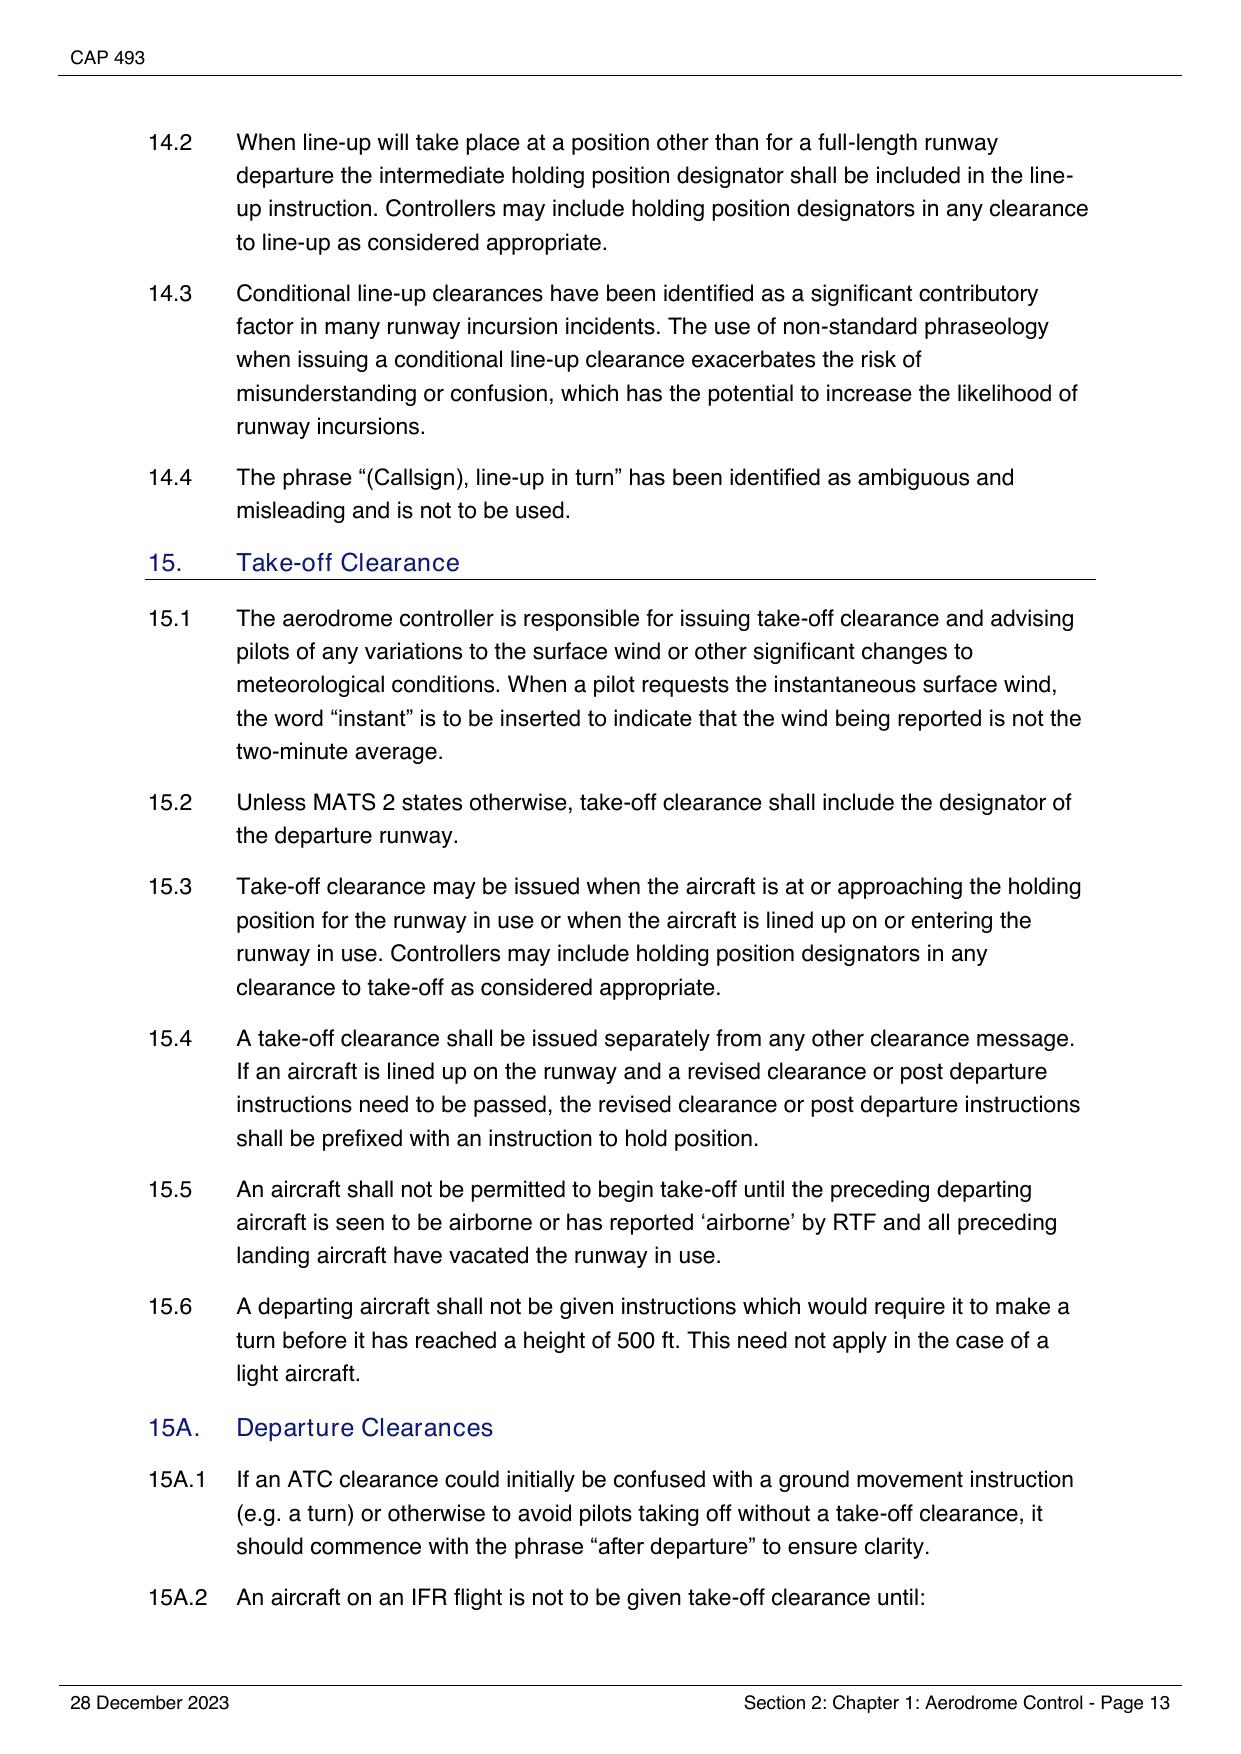 CAP 493
14.2 When line-up will take place at a position other than for a full-length runway
departure the intermediate holding position designator shall be included in the line-
up instruction. Controllers may include holding position designators in any clearance
to line-up as considered appropriate.
14.3 Conditional line-up clearances have been identified as a significant contributory
factor in many runway incursion incidents. The use of non-standard phraseology
when issuing a conditional line-up clearance exacerbates the risk of
misunderstanding or confusion, which has the potential to increase the likelihood of
runway incursions.
14.4 The phrase “(Callsign), line-up in turn” has been identified as ambiguous and
misleading and is not to be used.
15. Take-off Clearance
15.1 The aerodrome controller is responsible for issuing take-off clearance and advising
pilots of any variations to the surface wind or other significant changes to
meteorological conditions. When a pilot requests the instantaneous surface wind,
the word “instant” is to be inserted to indicate that the wind being reported is not the
two-minute average.
15.2 Unless MATS 2 states otherwise, take-off clearance shall include the designator of
the departure runway.
15.3 Take-off clearance may be issued when the aircraft is at or approaching the holding
position for the runway in use or when the aircraft is lined up on or entering the
runway in use. Controllers may include holding position designators in any
clearance to take-off as considered appropriate.
15.4 A take-off clearance shall be issued separately from any other clearance message.
If an aircraft is lined up on the runway and a revised clearance or post departure
instructions need to be passed, the revised clearance or post departure instructions
shall be prefixed with an instruction to hold position.
15.5 An aircraft shall not be permitted to begin take-off until the preceding departing
aircraft is seen to be airborne or has reported ‘airborne’ by RTF and all preceding
landing aircraft have vacated the runway in use.
15.6 A departing aircraft shall not be given instructions which would require it to make a
turn before it has reached a height of 500 ft. This need not apply in the case of a
light aircraft.
15A. Departure Clearances
15A.1 If an ATC clearance could initially be confused with a ground movement instruction
(e.g. a turn) or otherwise to avoid pilots taking off without a take-off clearance, it
should commence with the phrase “after departure” to ensure clarity.
15A.2 An aircraft on an IFR flight is not to be given take-off clearance until:
28 December 2023 Section 2: Chapter 1: Aerodrome Control - Page 13